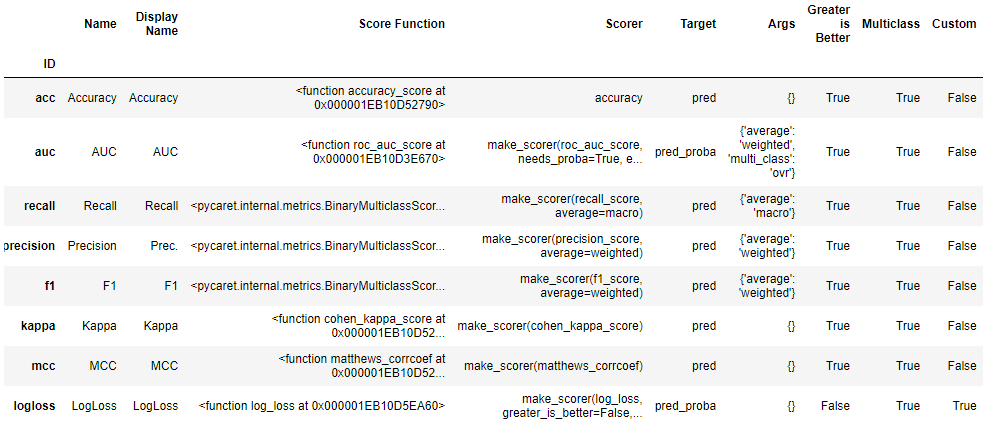 Name Display Name Score Function Scorer Target Args Greater is Better Multiclass Custom
ID
acc Accuracy Accuracy <function accuracy_score at 0x000001EB10D52790> accuracy pred {} True True False
auc AUC AUC <function roc_auc_score at 0x000001EB10D3E670> make_scorer(roc_auc_score, needs_proba=True, e... pred_proba {'average': 'weighted', 'multi_class': 'ovr'} True True False
recall Recall Recall <pycaret.internal.metrics.BinaryMulticlassScor... make_scorer(recall_score, average=macro) pred {'average': 'macro'} True True False
precision Precision Prec. <pycaret.internal.metrics.BinaryMulticlassScor... make_scorer(precision_score, average=weighted) pred {'average': 'weighted'} True True False
f1 F1 F1 <pycaret.internal.metrics.BinaryMulticlassScor... make_scorer(f1_score, average=weighted) pred {'average': 'weighted'} True True False
kappa Kappa Kappa <function cohen_kappa_score at 0x000001EB10D52... make_scorer(cohen_kappa_score) pred {} True True False
mcc MCC MCC <function matthews_corrcoef at 0x000001EB10D52... make_scorer(matthews_corrcoef) pred {} True True False
logloss LogLoss LogLoss <function log_loss at 0x000001EB10D5EA60> make_scorer(log_loss, greater_is_better=False,... pred_proba {} False True True